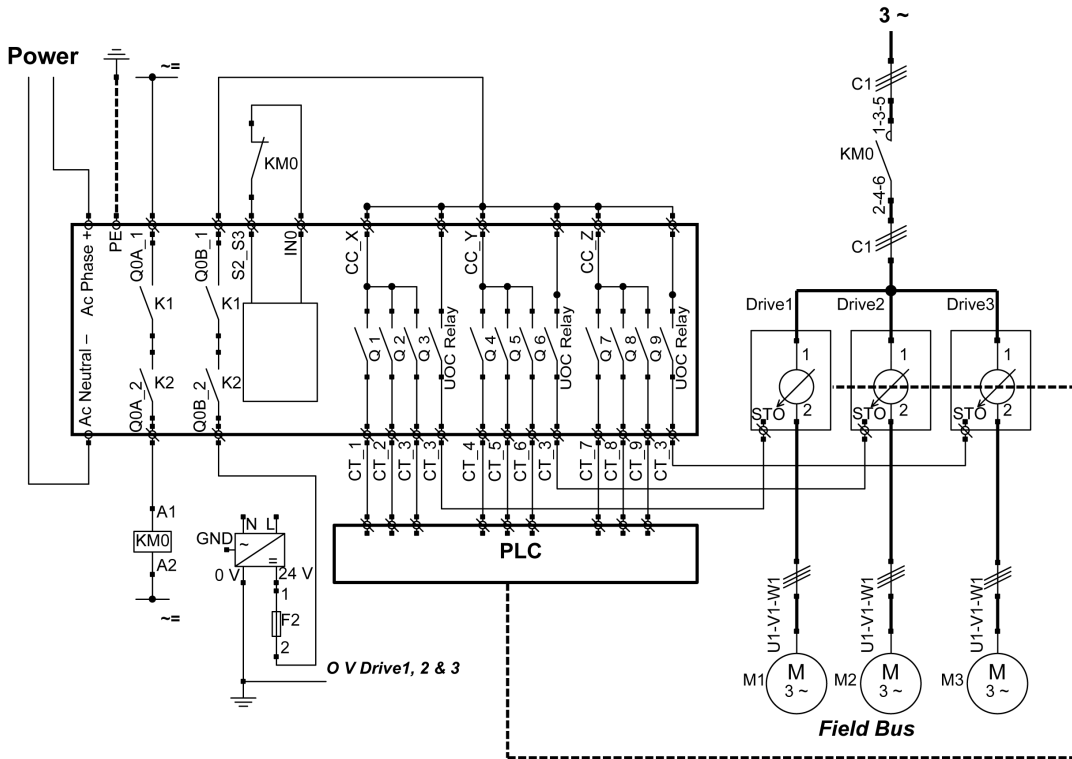 3 ~
Power
~=
C1
1-3-5
KM0
KM0
2-4-6
C1
Ac Phase +
PE
Q0A_1
Q0B_1
S2_S3
IN0
CC_X
CC_Y
CC_Z
K1
K1
Drive1
Drive2
Drive3
Q 1
Q 2
Q 3
UOC Relay
Q 4
Q 5
Q 6
UOC Relay
Q 7
Q 8
Q 9
UOC Relay
1
1
1
Ac Neutral –
Q0A_2
K2
Q0B_2
K2
STO
2
STO
2
STO
2
CT_1
CT_2
CT_3
CT_3
CT_4
CT_5
CT_6
CT_3
CT_7
CT_8
CT_9
CT_3
A1
KM0
A2
N L
GND
~
=
0 V
24 V
1
F2
2
PLC
~=
U1-V1-W1
U1-V1-W1
U1-V1-W1
O V Drive1, 2 & 3
M1
M
3 ~
M2
M
3 ~
M3
M
3 ~
Field Bus